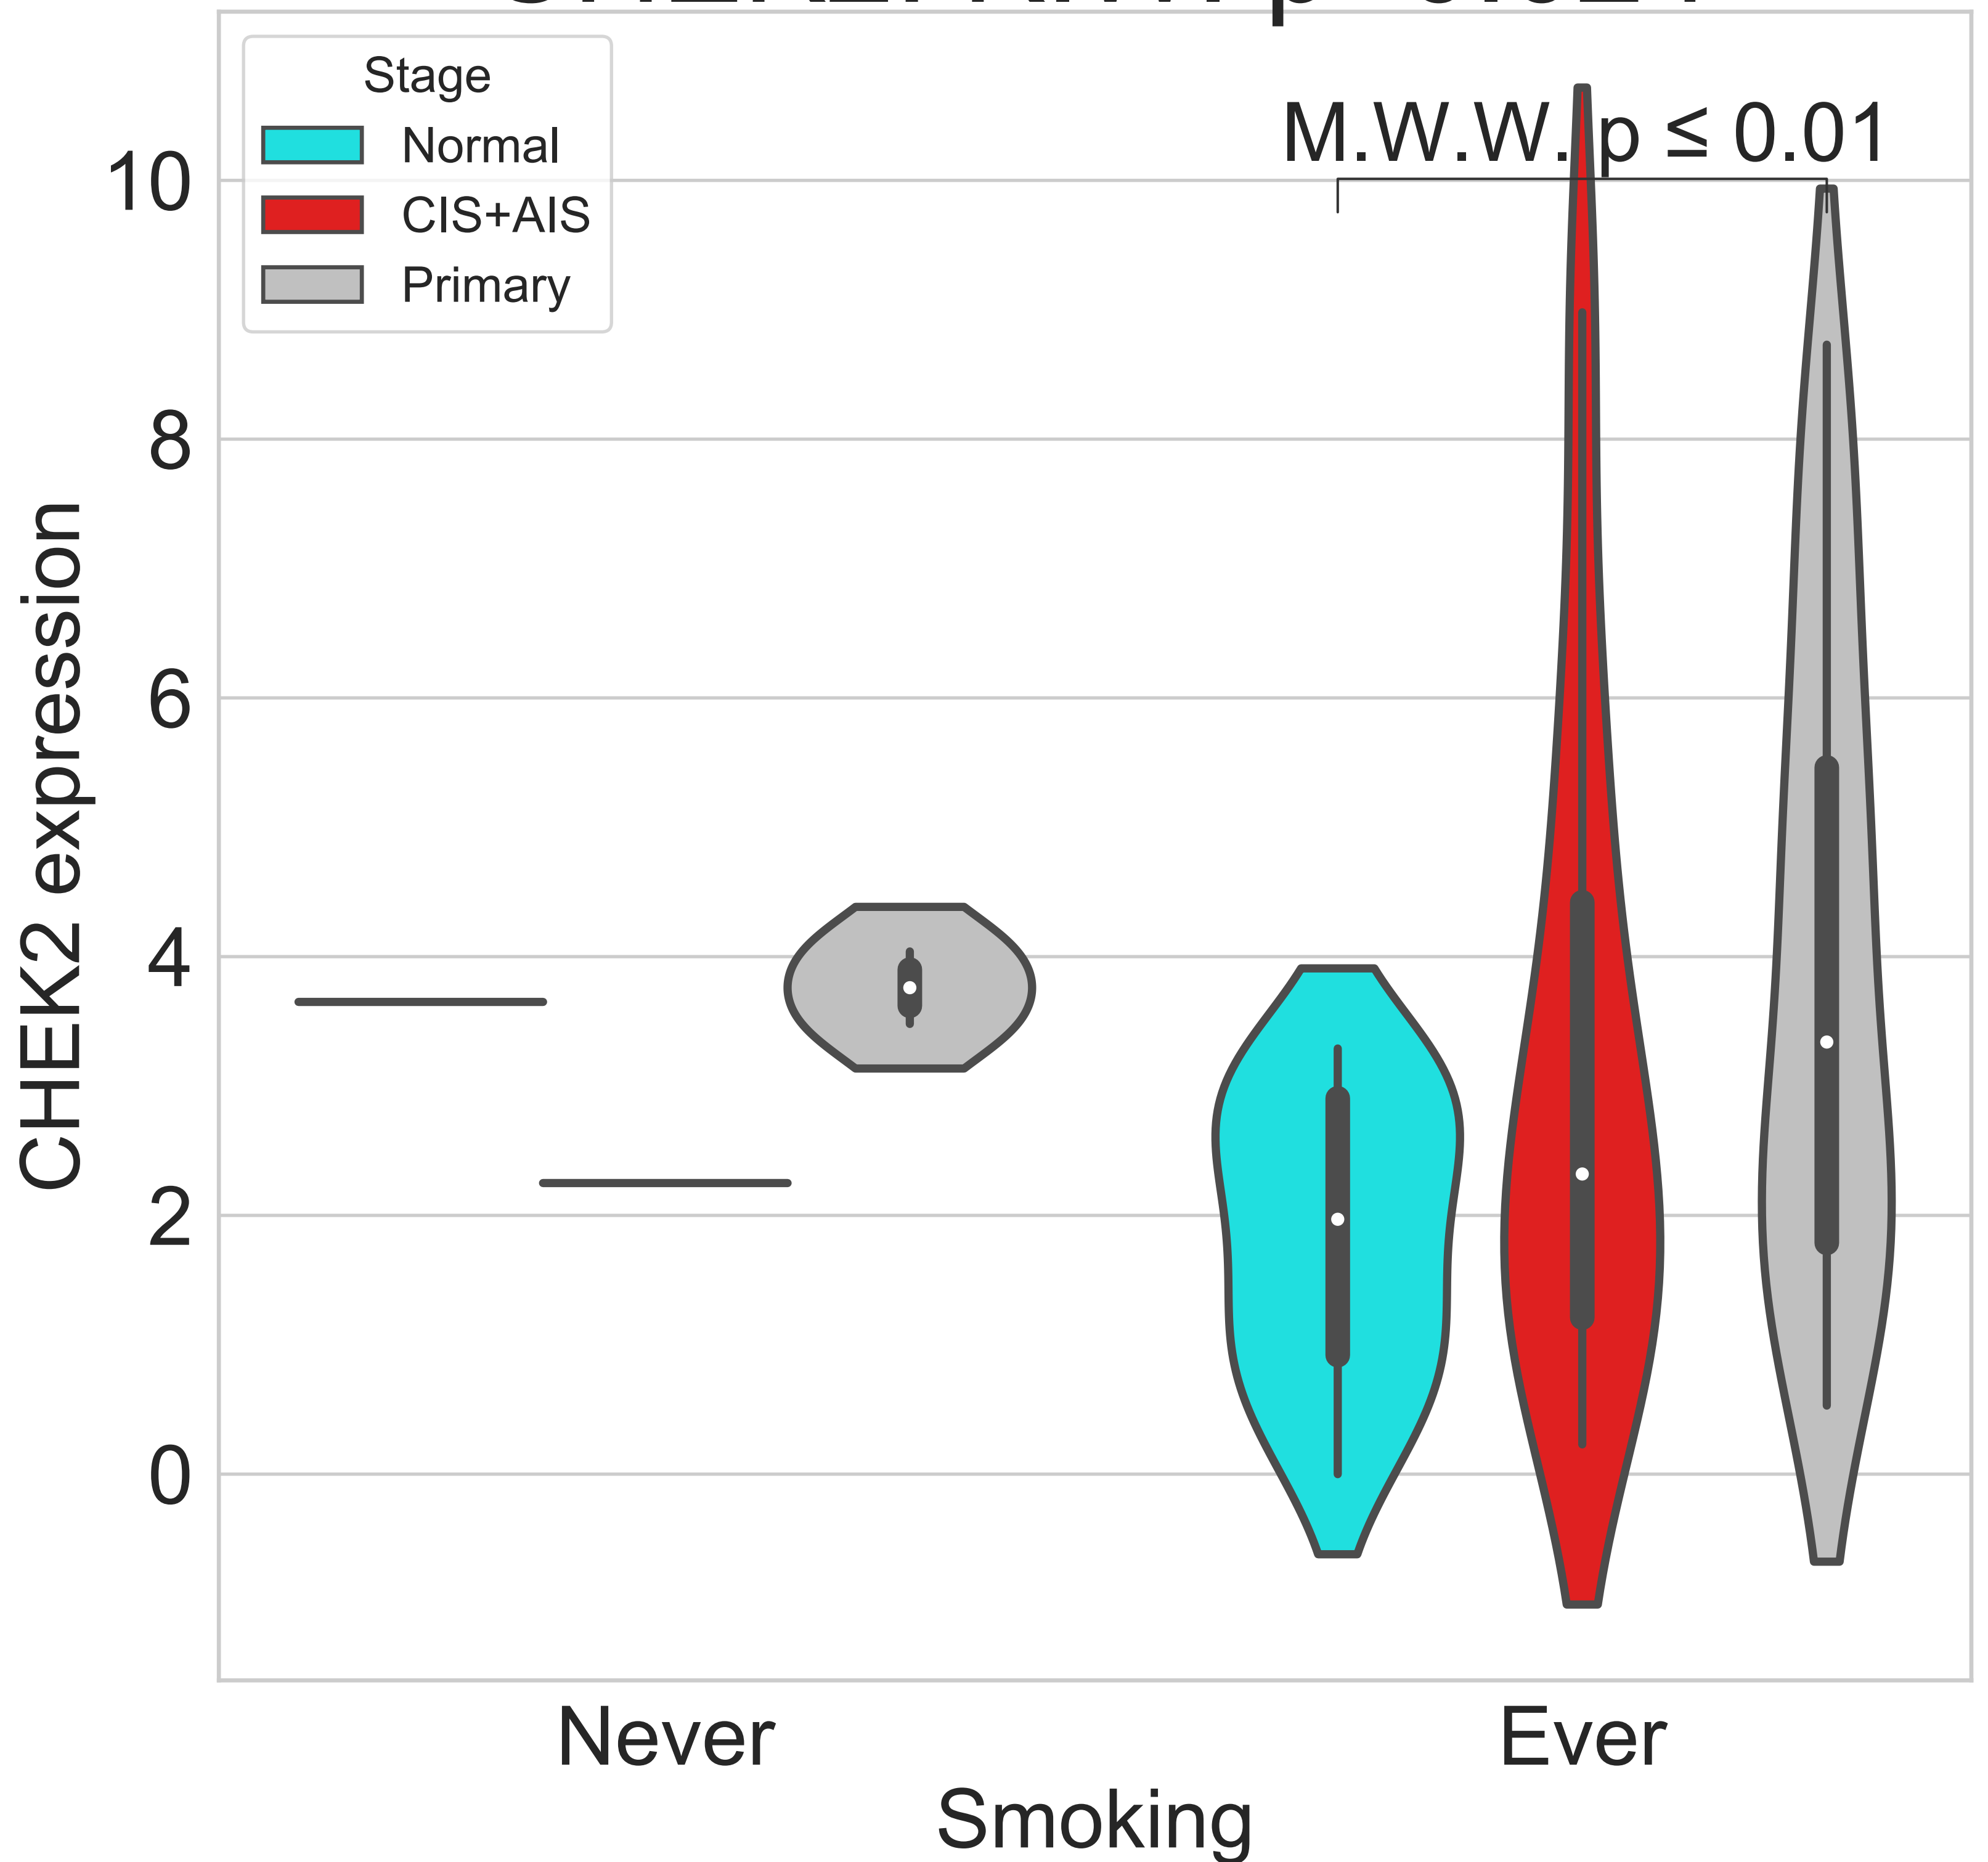 Stage
Normal
CIS+AIS
Primary
M.W.W. p ≤ 0.01
10
8
6
4
2
0
CHEK2 expression
Never
Ever
Smoking